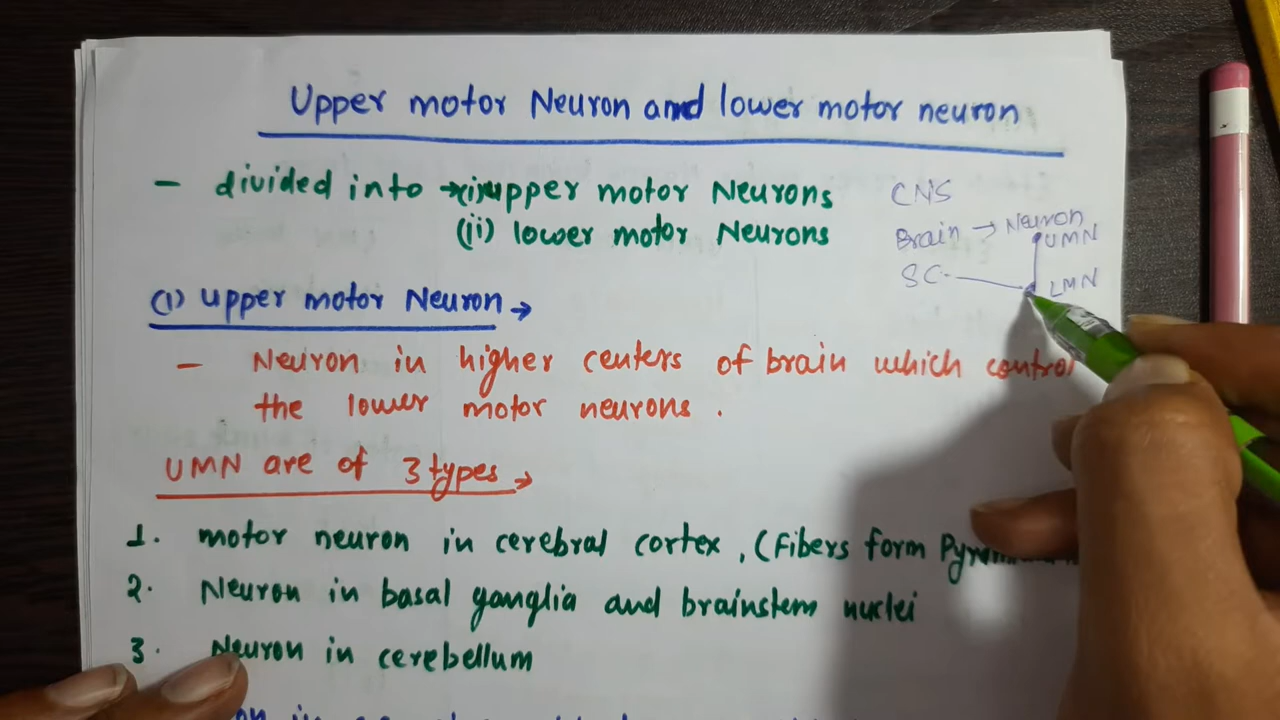 Upper motor Neuron and lower motor neuron
- divided into → (i) upper motor Neurons
(ii) lower motor Neurons
CNS
Brain → Neuron
UMN
SC
LMN
(1) upper motor Neuron →
- Neuron in higher centers of brain which control
the lower motor neurons.
UMN are of 3 types →
1. motor neuron in cerebral cortex, (Fibers form
2. Neuron in basal ganglia and brainstem nuclei
3. Neuron in cerebellum